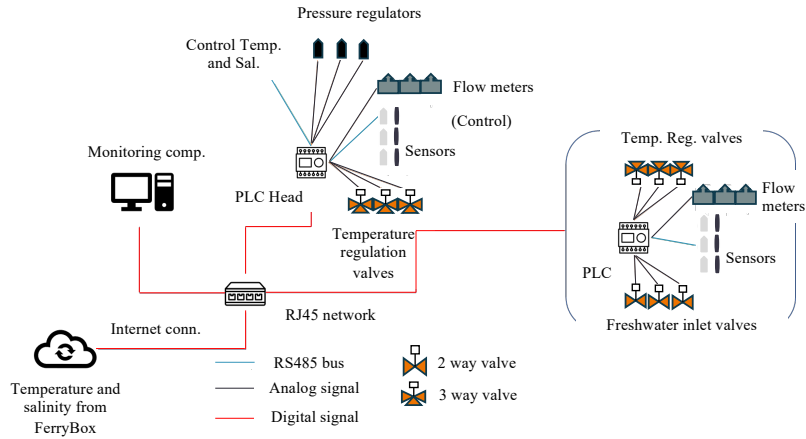 Pressure regulators
Control Temp.
and Sal.
Flow meters
(Control)
Sensors
Monitoring comp.
PLC Head
Temperature
regulation
valves
Temp. Reg. valves
Flow
meters
Sensors
PLC
Freshwater inlet valves
RJ45 network
Internet conn.
Temperature and
salinity from
FerryBox
RS485 bus
Analog signal
Digital signal
2 way valve
3 way valve